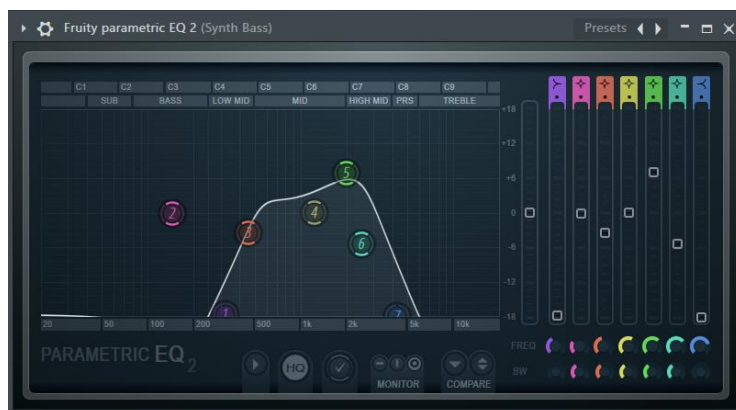 Fruity parametric EQ 2 (Synth Bass) Presets
C1 C2 C3 C4 C5 C6 C7 C8 C9
SUB BASS LOW MID MID HIGH MID PRS TREBLE
+18
+12
+6
0
-6
-12
-18
5
2
4
3
6
1
7
20 50 100 200 500 1k 2k 5k 10k
FREQ
PARAMETRIC EQ 2
HQ
BW
MONITOR COMPARE